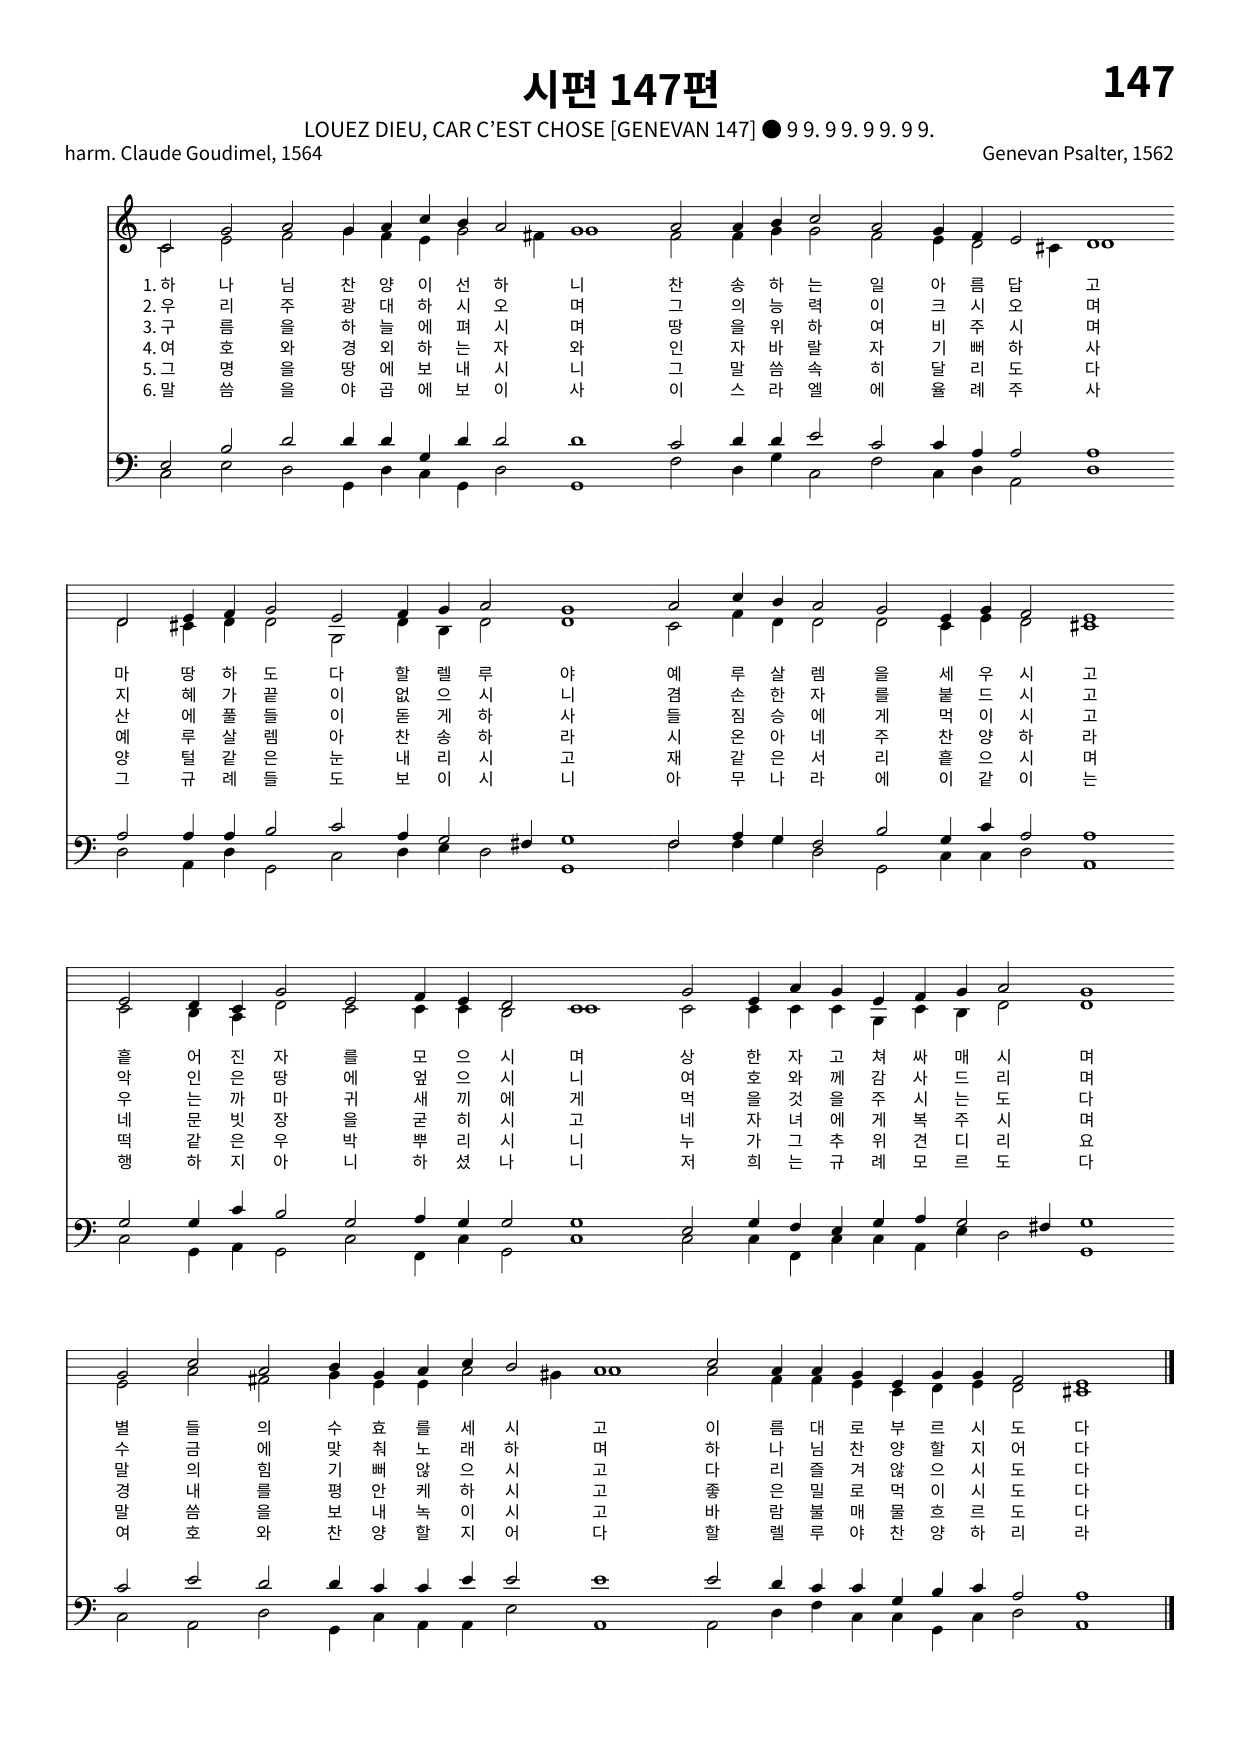 시편 147편
147
LOUEZ DIEU, CAR C’EST CHOSE [GENEVAN 147] ● 9 9. 9 9. 9 9. 9 9.
harm. Claude Goudimel, 1564
Genevan Psalter, 1562
1. 하 나 님 찬 양 이 선 하 니 찬 송 하 는 일 아 름 답 고
2. 우 리 주 광 대 하 시 오 며 그 의 능 력 이 크 시 오 며
3. 구 름 을 하 늘 에 펴 시 며 땅 을 위 하 여 비 주 시 며
4. 여 호 와 경 외 하 는 자 와 인 자 바 랄 자 기 뻐 하 사
5. 그 명 을 땅 에 보 내 시 니 그 말 씀 속 히 달 리 도 다
6. 말 씀 을 야 곱 에 보 이 사 이 스 라 엘 에 율 례 주 사
마 땅 하 도 다 할 렐 루 야 예 루 살 렘 을 세 우 시 고
지 혜 가 끝 이 없 으 시 니 겸 손 한 자 를 붙 드 시 고
산 에 풀 들 이 돋 게 하 사 들 짐 승 에 게 먹 이 시 고
예 루 살 렘 아 찬 송 하 라 시 온 아 네 주 찬 양 하 라
양 털 같 은 눈 내 리 시 고 재 같 은 서 리 흩 으 시 며
그 규 례 들 도 보 이 시 니 아 무 나 라 에 이 같 이 는
흩 어 진 자 를 모 으 시 며 상 한 자 고 쳐 싸 매 시 며
악 인 은 땅 에 엎 으 시 니 여 호 와 께 감 사 드 리 며
우 는 까 마 귀 새 끼 에 게 먹 을 것 을 주 시 는 도 다
네 문 빗 장 을 굳 히 시 고 네 자 녀 에 게 복 주 시 며
떡 같 은 우 박 뿌 리 시 니 누 가 그 추 위 견 디 리 요
행 하 지 아 니 하 셨 나 니 저 희 는 규 례 모 르 도 다
별 들 의 수 효 를 세 시 고 이 름 대 로 부 르 시 도 다
수 금 에 맞 춰 노 래 하 며 하 나 님 찬 양 할 지 어 다
말 의 힘 기 뻐 않 으 시 고 다 리 즐 겨 않 으 시 도 다
경 내 를 평 안 케 하 시 고 좋 은 밀 로 먹 이 시 도 다
말 씀 을 보 내 녹 이 시 고 바 람 불 매 물 흐 르 도 다
여 호 와 찬 양 할 지 어 다 할 렐 루 야 찬 양 하 리 라